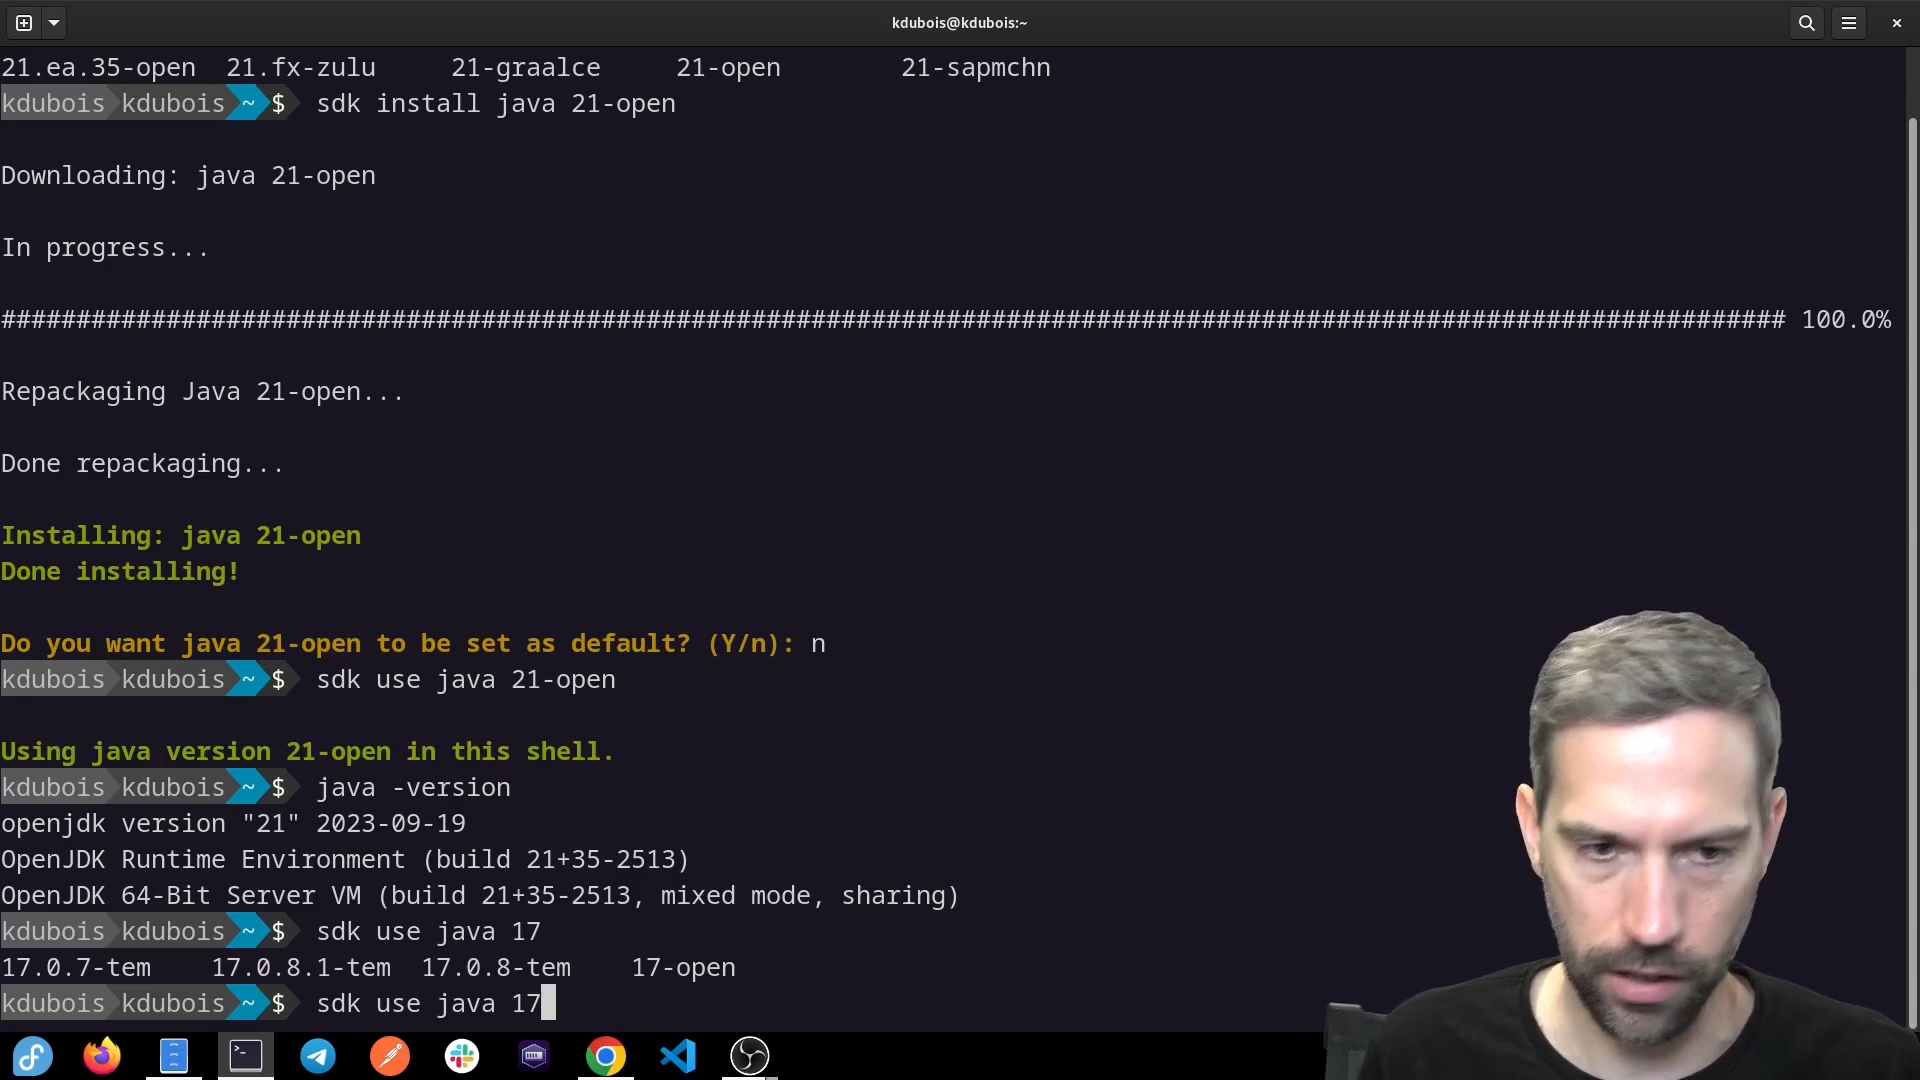 kdubois@kdubois:~
21.ea.35-open  21.fx-zulu     21-graalce     21-open        21-sapmchn
kdubois kdubois ~ $ sdk install java 21-open
Downloading: java 21-open
In progress...
####################################################################################################################### 100.0%
Repackaging Java 21-open...
Done repackaging...
Installing: java 21-open
Done installing!
Do you want java 21-open to be set as default? (Y/n): n
kdubois kdubois ~ $ sdk use java 21-open
Using java version 21-open in this shell.
kdubois kdubois ~ $ java -version
openjdk version "21" 2023-09-19
OpenJDK Runtime Environment (build 21+35-2513)
OpenJDK 64-Bit Server VM (build 21+35-2513, mixed mode, sharing)
kdubois kdubois ~ $ sdk use java 17
17.0.7-tem    17.0.8.1-tem  17.0.8-tem    17-open
kdubois kdubois ~ $ sdk use java 17